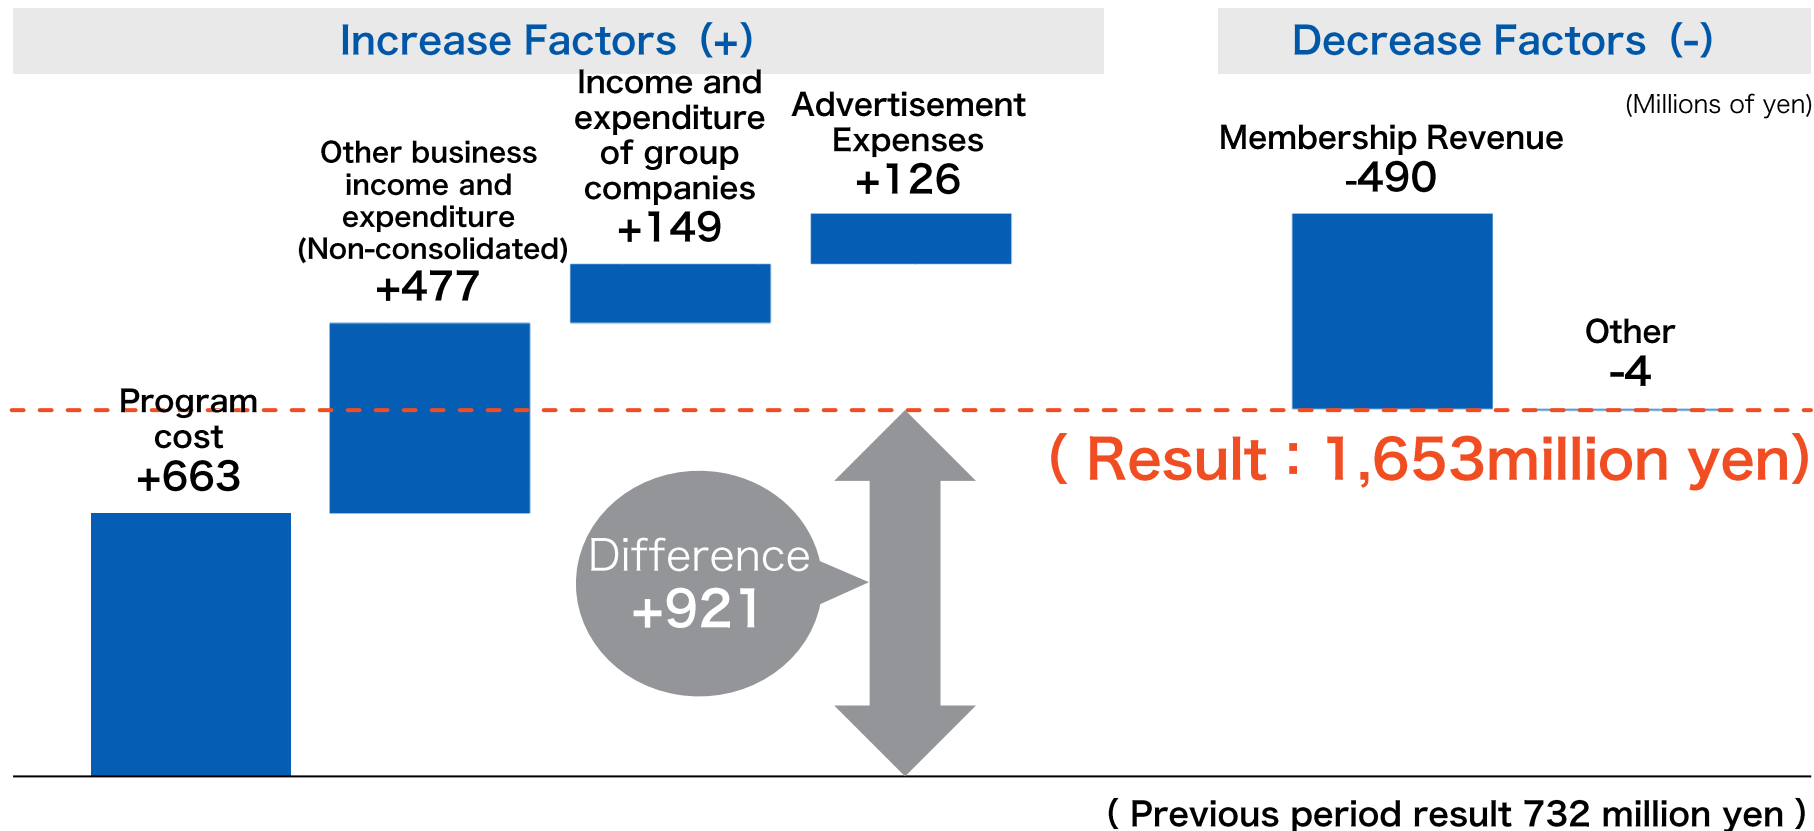 Increase Factors (+)
Decrease Factors (-)
(Millions of yen)
Program
cost
+663
Other business
income and
expenditure
(Non-consolidated)
+477
Income and
expenditure
of group
companies
+149
Advertisement
Expenses
+126
Membership Revenue
-490
Other
-4
( Result : 1,653million yen)
Difference
+921
( Previous period result 732 million yen )